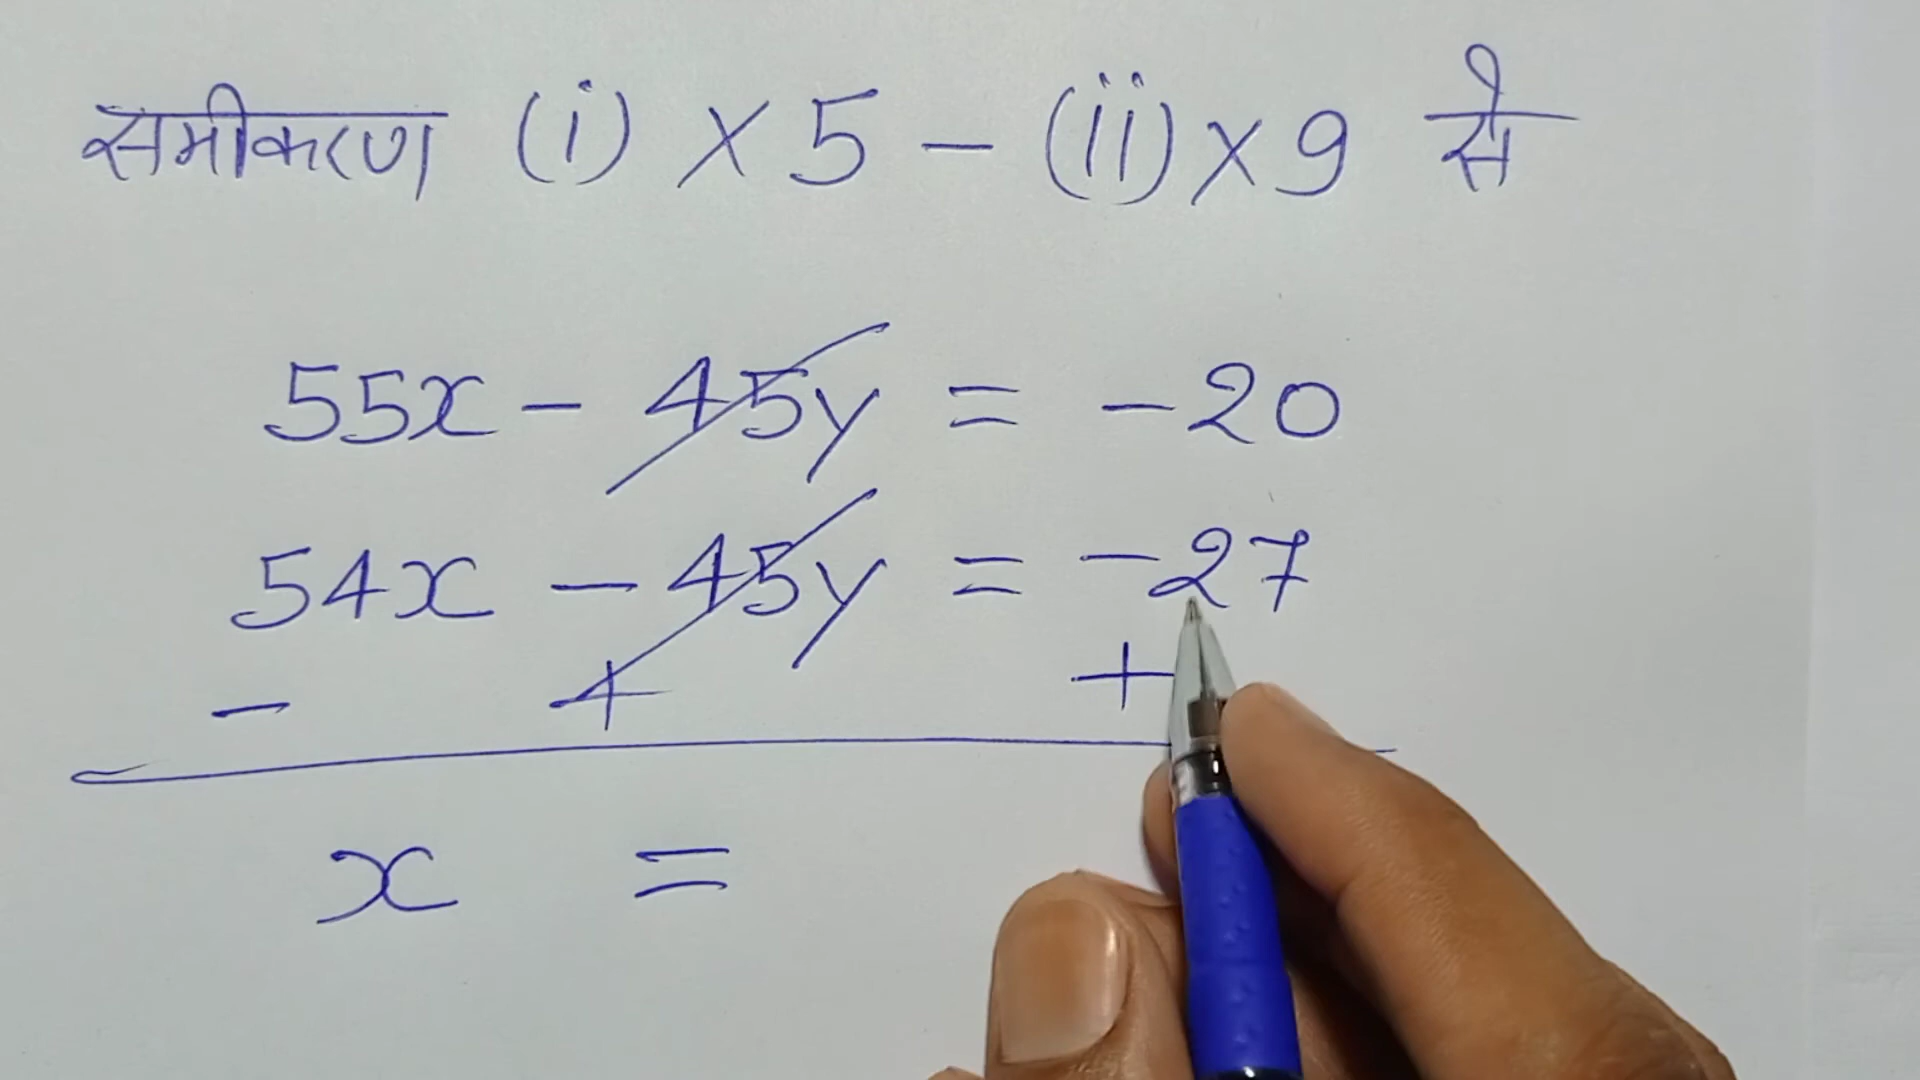 समीकरण (i) × 5 - (ii) × 9 से
55x - 45y = -20
54x - 45y = -27
- + +
x =